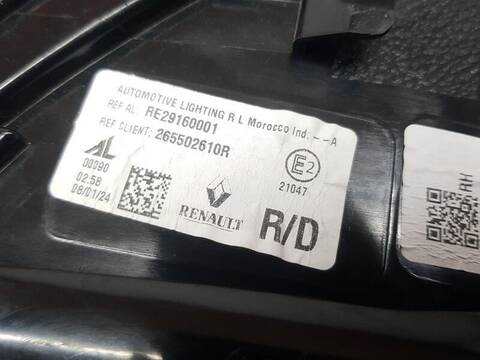 AUTOMOTIVE LIGHTING R L Morocco Ind. --A
REF AL: RE29160001
REF CLIENT: 265502610R
AL
00090
02:58
08/01/24
RENAULT
E2
21047
R/D
RH